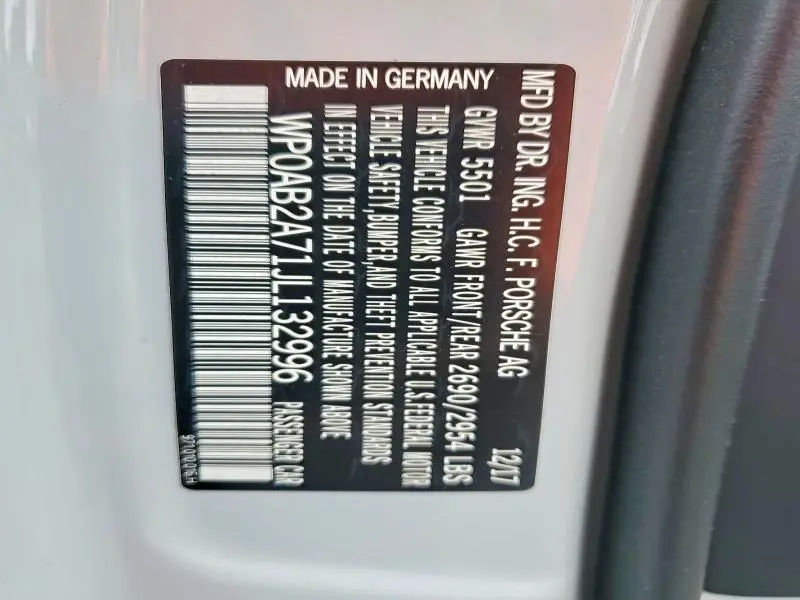 MFD BY DR. ING. H.C. F. PORSCHE AG 12/17
GVWR 5501 GAWR FRONT/REAR 2690/2954 LBS
THIS VEHICLE CONFORMS TO ALL APPLICABLE U.S. FEDERAL MOTOR
VEHICLE SAFETY, BUMPER, AND THEFT PREVENTION STANDARDS
IN EFFECT ON THE DATE OF MANUFACTURE SHOWN ABOVE
WP0AB2A71JL132996 PASSENGER CAR
MADE IN GERMANY